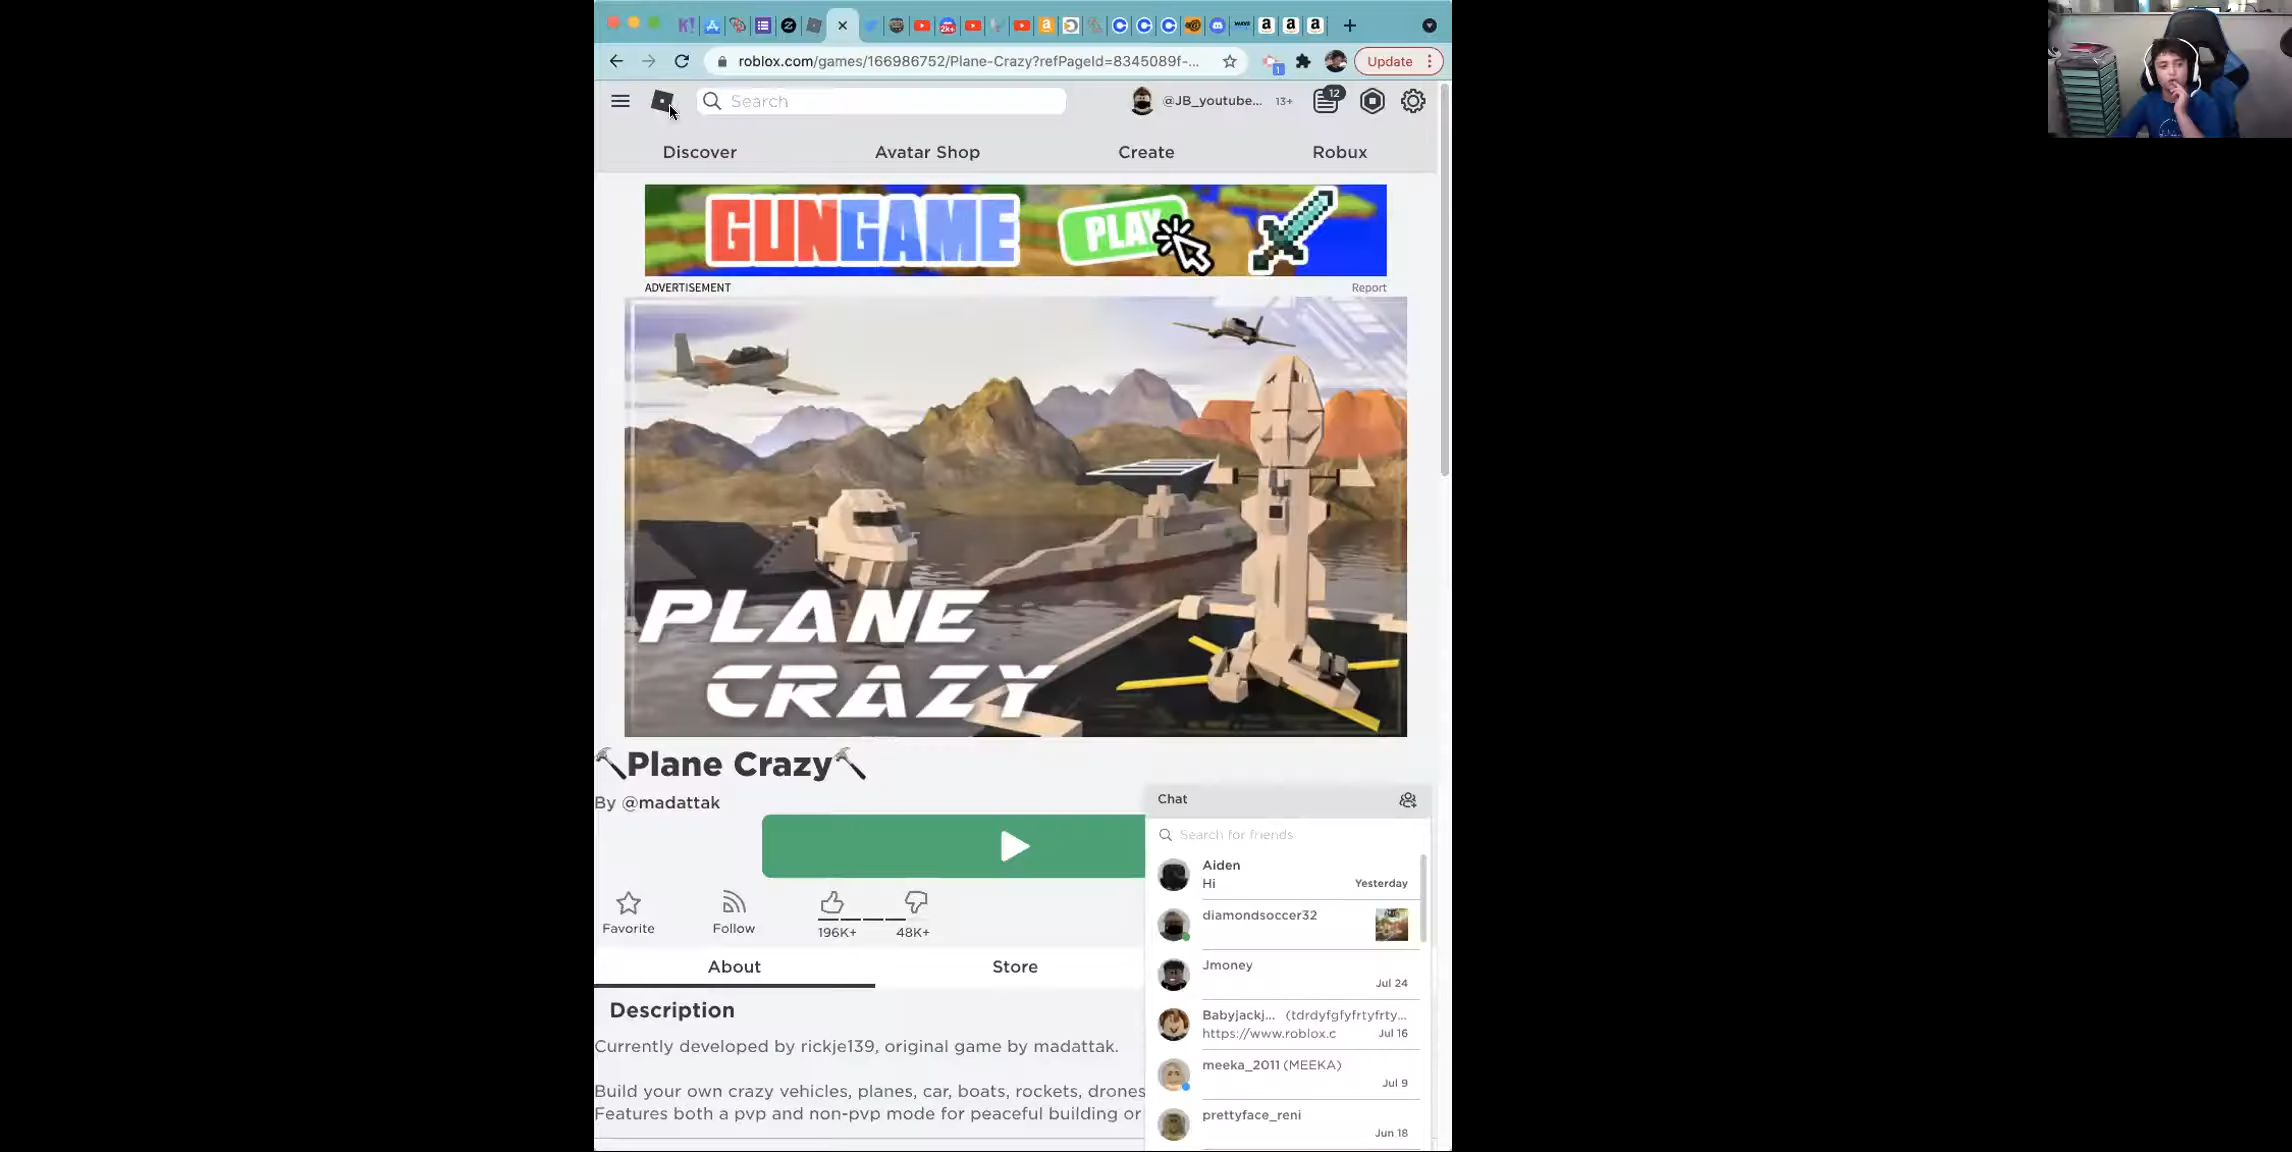 roblox.com/games/166986752/Plane-Crazy?refPageId=8345089f-...
Update
Search
@JB_youtube...
13+
12
Discover
Avatar Shop
Create
Robux
GUNGAME
PLAY
ADVERTISEMENT
Report
PLANE
CRAZY
🔨Plane Crazy🔨
By @madattak
Favorite
Follow
196K+
48K+
About
Store
Description
Currently developed by rickje139, original game by madattak.
Build your own crazy vehicles, planes, car, boats, rockets, drones
Features both a pvp and non-pvp mode for peaceful building or
Chat
Search for friends
Aiden
Hi
Yesterday
diamondsoccer32
Jmoney
Jul 24
Babyjackj... (tdrdyfgfyfrtyfrty...
https://www.roblox.c
Jul 16
meeka_2011 (MEEKA)
Jul 9
prettyface_reni
Jun 18